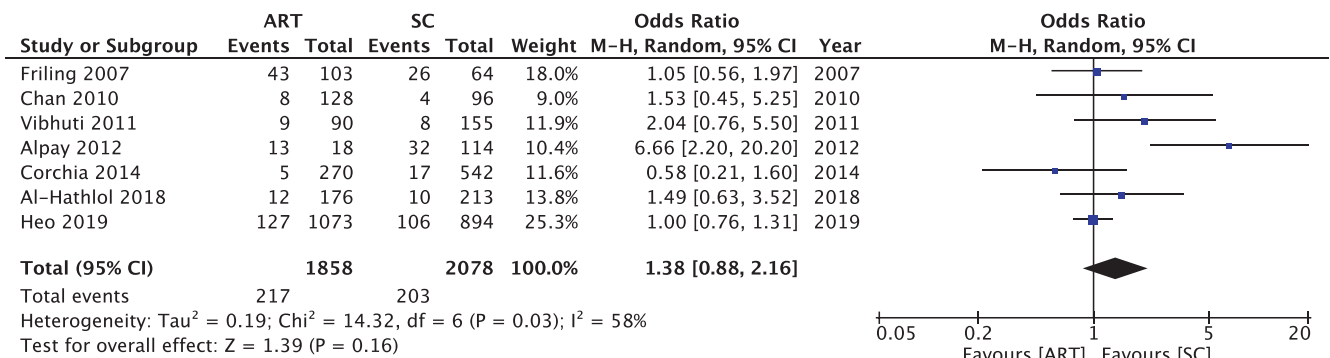 ART SC Odds Ratio Odds Ratio
Study or Subgroup Events Total Events Total Weight M-H, Random, 95% CI Year M-H, Random, 95% CI
Friling 2007 43 103 26 64 18.0% 1.05 [0.56, 1.97] 2007
Chan 2010 8 128 4 96 9.0% 1.53 [0.45, 5.25] 2010
Vibhuti 2011 9 90 8 155 11.9% 2.04 [0.76, 5.50] 2011
Alpay 2012 13 18 32 114 10.4% 6.66 [2.20, 20.20] 2012
Corchia 2014 5 270 17 542 11.6% 0.58 [0.21, 1.60] 2014
Al-Hathlol 2018 12 176 10 213 13.8% 1.49 [0.63, 3.52] 2018
Heo 2019 127 1073 106 894 25.3% 1.00 [0.76, 1.31] 2019
Total (95% CI) 1858 2078 100.0% 1.38 [0.88, 2.16]
Total events 217 203
Heterogeneity: Tau² = 0.19; Chi² = 14.32, df = 6 (P = 0.03); I² = 58%
Test for overall effect: Z = 1.39 (P = 0.16)
0.05 0.2 1 5 20
Favours [ART] Favours [SC]